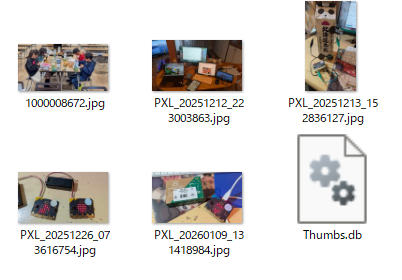 1000008672.jpg
PXL_20251212_22
3003863.jpg
PXL_20251213_15
2836127.jpg
PXL_20251226_07
3616754.jpg
PXL_20260109_13
1418984.jpg
Thumbs.db